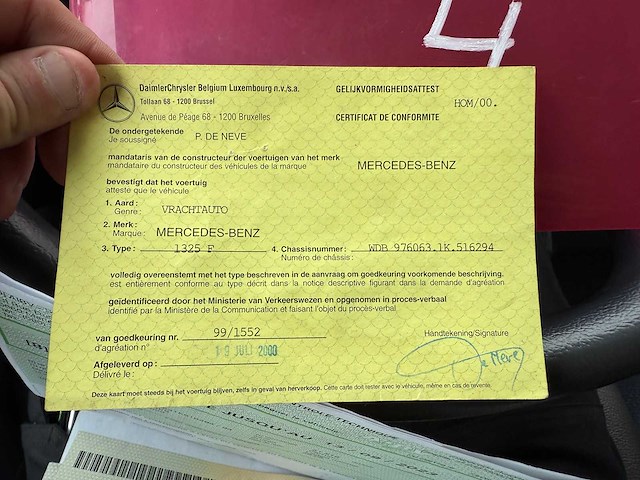 4
DaimlerChrysler Belgium Luxembourg n.v./s.a.
Tollaan 68 - 1200 Brussel
Avenue de Péage 68 - 1200 Bruxelles
GELIJKVORMIGHEIDSATTEST
HOM/00.
CERTIFICAT DE CONFORMITE
De ondergetekende
Je soussigné
P. DE NEVE
mandataris van de constructeur der voertuigen van het merk
mandataire du constructeur des véhicules de la marque
MERCEDES-BENZ
bevestigt dat het voertuig
atteste que le véhicule
1. Aard :
Genre :
VRACHTAUTO
2. Merk :
Marque :
MERCEDES-BENZ
3. Type : 1325 F
4. Chassisnummer : WDB 976063.1K.516294
Numéro de châssis :
volledig overeenstemt met het type beschreven in de aanvraag om goedkeuring voorkomende beschrijving.
est entièrement conforme au type décrit dans la notice descriptive figurant dans la demande d'agréation
geïdentificeerd door het Ministerie van Verkeerswezen en opgenomen in proces-verbaal
identifié par la Ministère de la Communication et faisant l'objet du procès-verbal
van goedkeuring nr. 99/1552
d'agréation n°
19 JULI 2000
Afgeleverd op :
Délivré le :
Handtekening/Signature
De Neve
Deze kaart moet steeds bij het voertuig blijven, zelfs in geval van herverkoop. Cette carte doit rester avec le véhicule, même en cas de revente
JUSQU'AU 13